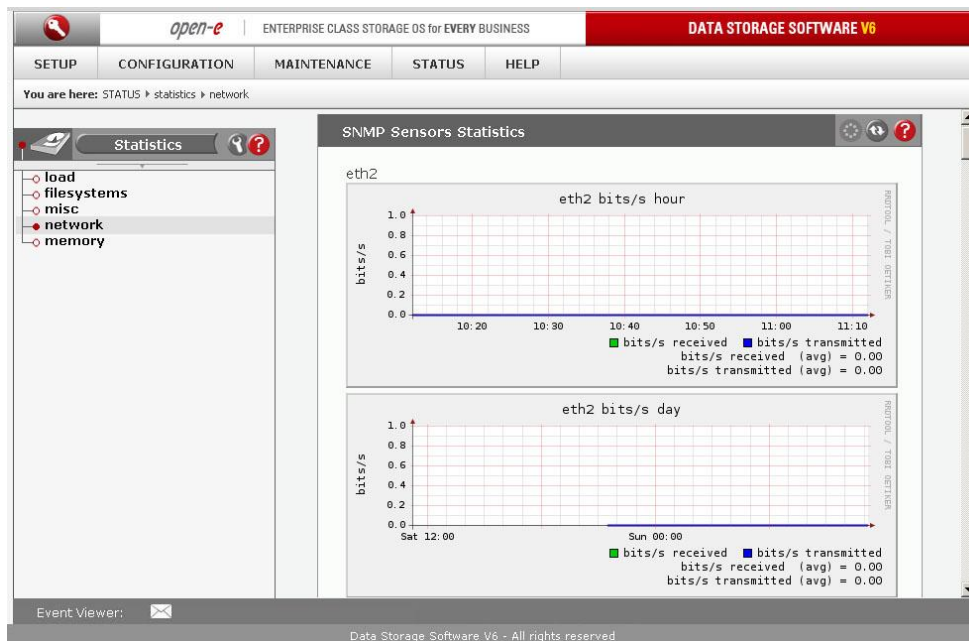 open-e ENTERPRISE CLASS STORAGE OS for EVERY BUSINESS DATA STORAGE SOFTWARE V6
SETUP CONFIGURATION MAINTENANCE STATUS HELP
You are here: STATUS statistics network
Statistics
load
filesystems
misc
network
memory
SNMP Sensors Statistics
eth2
eth2 bits/s hour
RRDTOOL / TOBI OETIKER
bits/s
1.0
0.8
0.6
0.4
0.2
0.0
10:20 10:30 10:40 10:50 11:00 11:10
bits/s received bits/s transmitted
bits/s received (avg) = 0.00
bits/s transmitted (avg) = 0.00
eth2 bits/s day
RRDTOOL / TOBI OETIKER
bits/s
1.0
0.8
0.6
0.4
0.2
0.0
Sat 12:00 Sun 00:00
bits/s received bits/s transmitted
bits/s received (avg) = 0.00
bits/s transmitted (avg) = 0.00
Event Viewer:
Data Storage Software V6 - All rights reserved